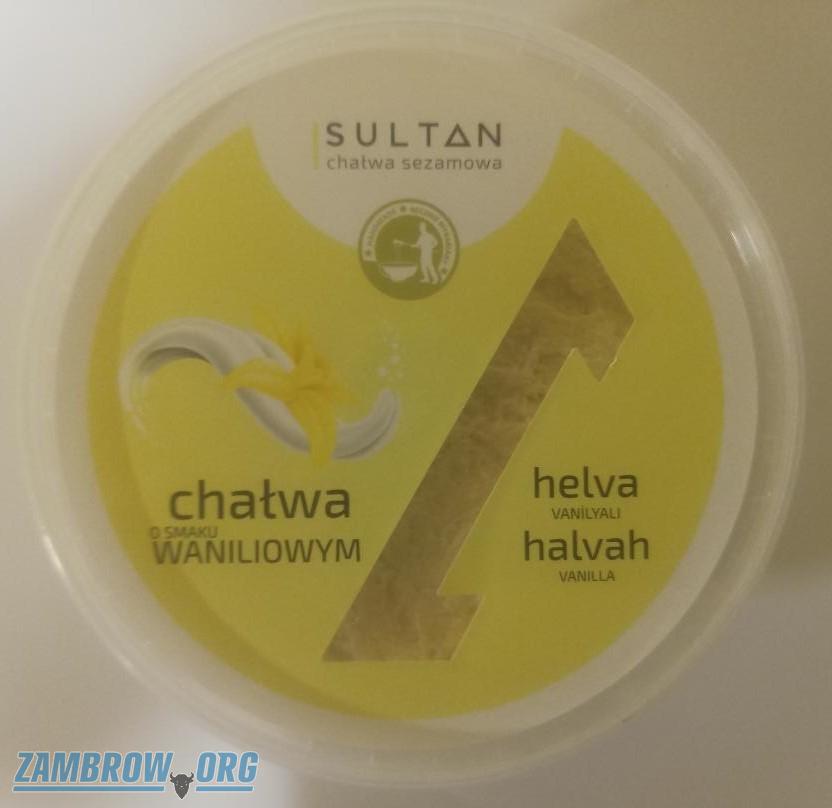 SULTAN
chałwa sezamowa
chałwa
O SMAKU
WANILIOWYM
helva
VANİLYALI
halvah
VANILLA
ZAMBROW.ORG